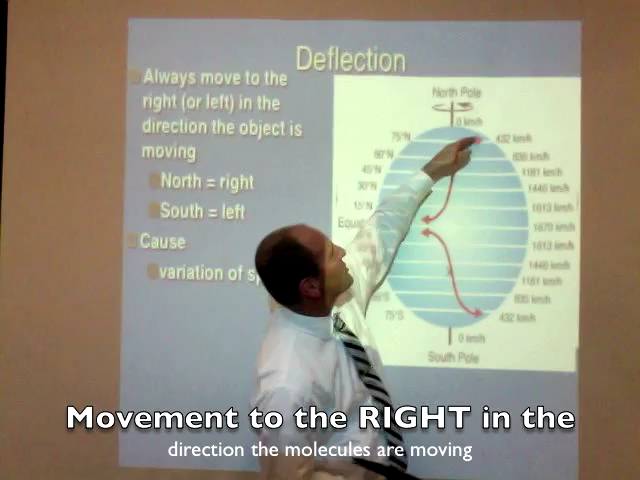 Deflection
Always move to the
right (or left) in the
direction the object is
moving
North = right
South = left
Cause
variation of
North Pole
0 km/h
75°N
432 km/h
60°N
835 km/h
45°N
1181 km/h
30°N
1446 km/h
15°N
1613 km/h
1670 km/h
1613 km/h
1446 km/h
1181 km/h
835 km/h
75°S
432 km/h
0 km/h
South Pole
Movement to the RIGHT in the
direction the molecules are moving